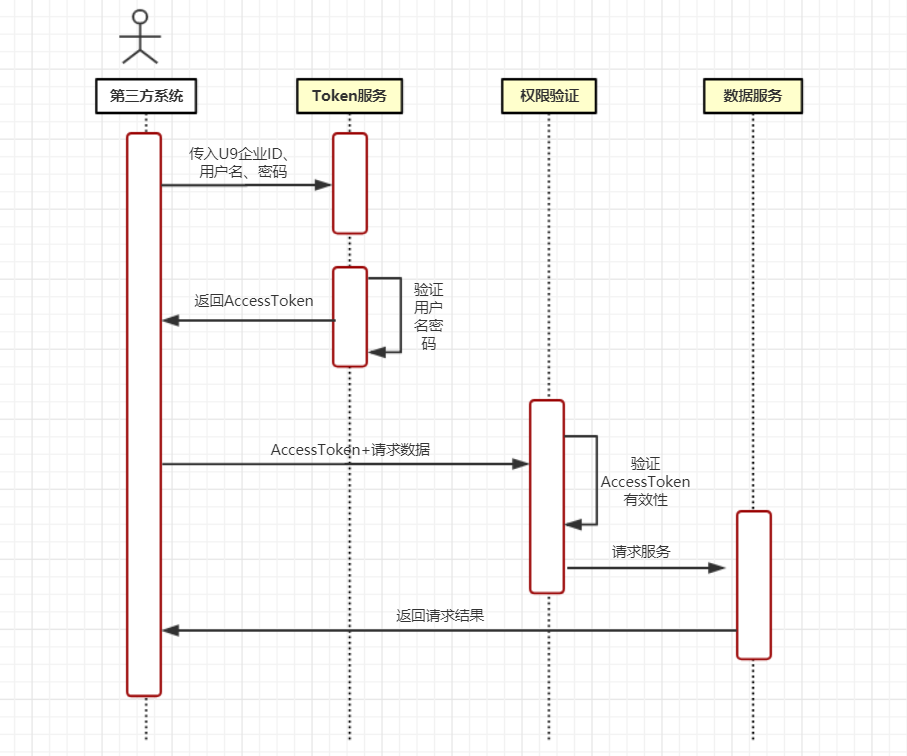 第三方系统
Token服务
权限验证
数据服务
传入U9企业ID、
用户名、密码
返回AccessToken
验证
用户
名密
码
AccessToken+请求数据
验证
AccessToken
有效性
请求服务
返回请求结果